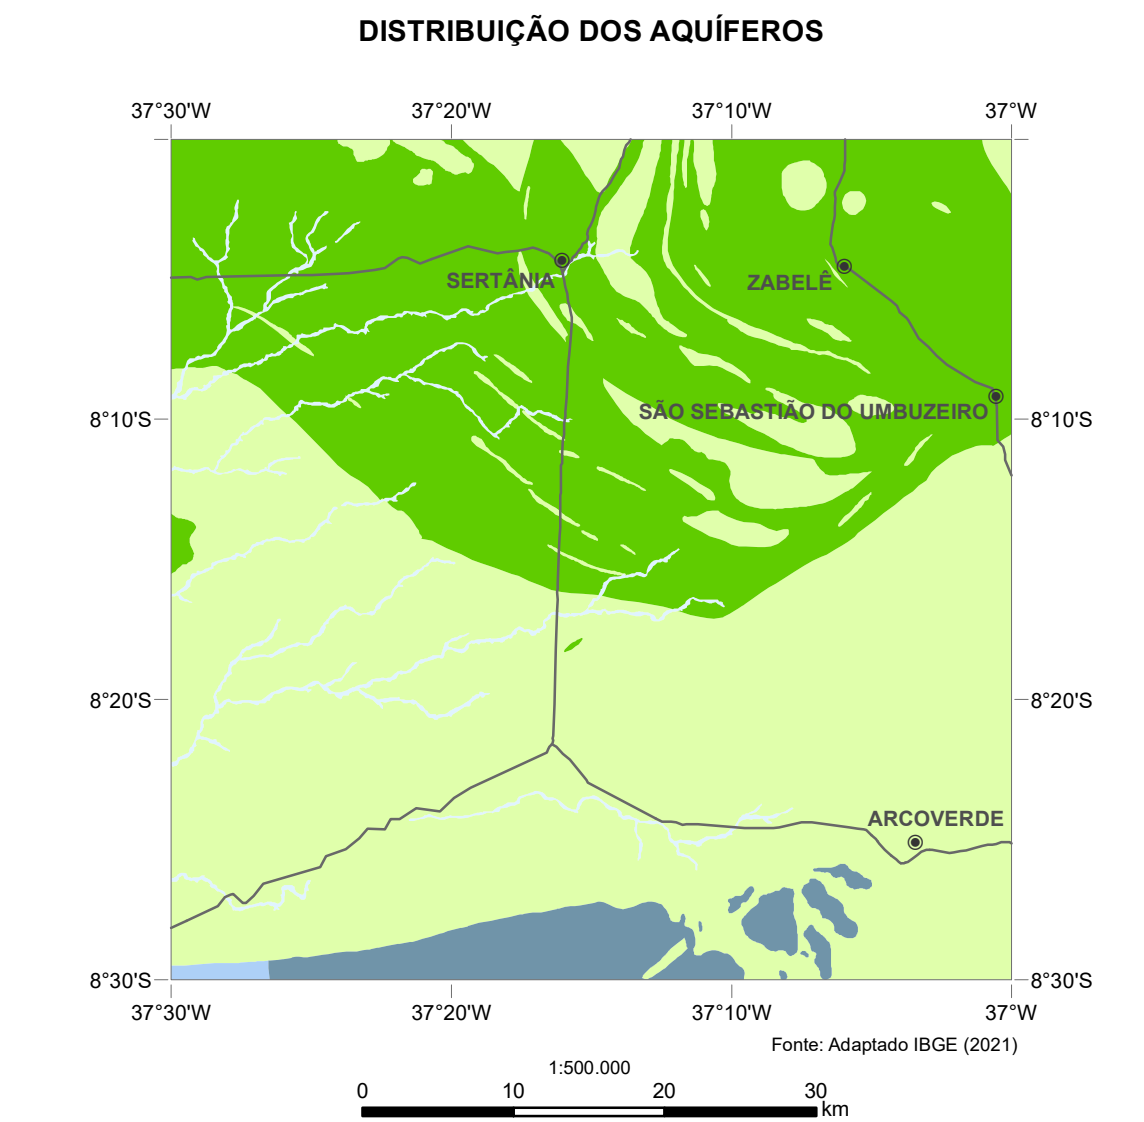 DISTRIBUIÇÃO DOS AQUÍFEROS
37°30'W 37°20'W 37°10'W 37°W
SERTÂNIA
ZABELÊ
SÃO SEBASTIÃO DO UMBUZEIRO
8°10'S 8°10'S
8°20'S 8°20'S
ARCOVERDE
8°30'S 8°30'S
37°30'W 37°20'W 37°10'W 37°W
Fonte: Adaptado IBGE (2021)
1:500.000
0 10 20 30
km